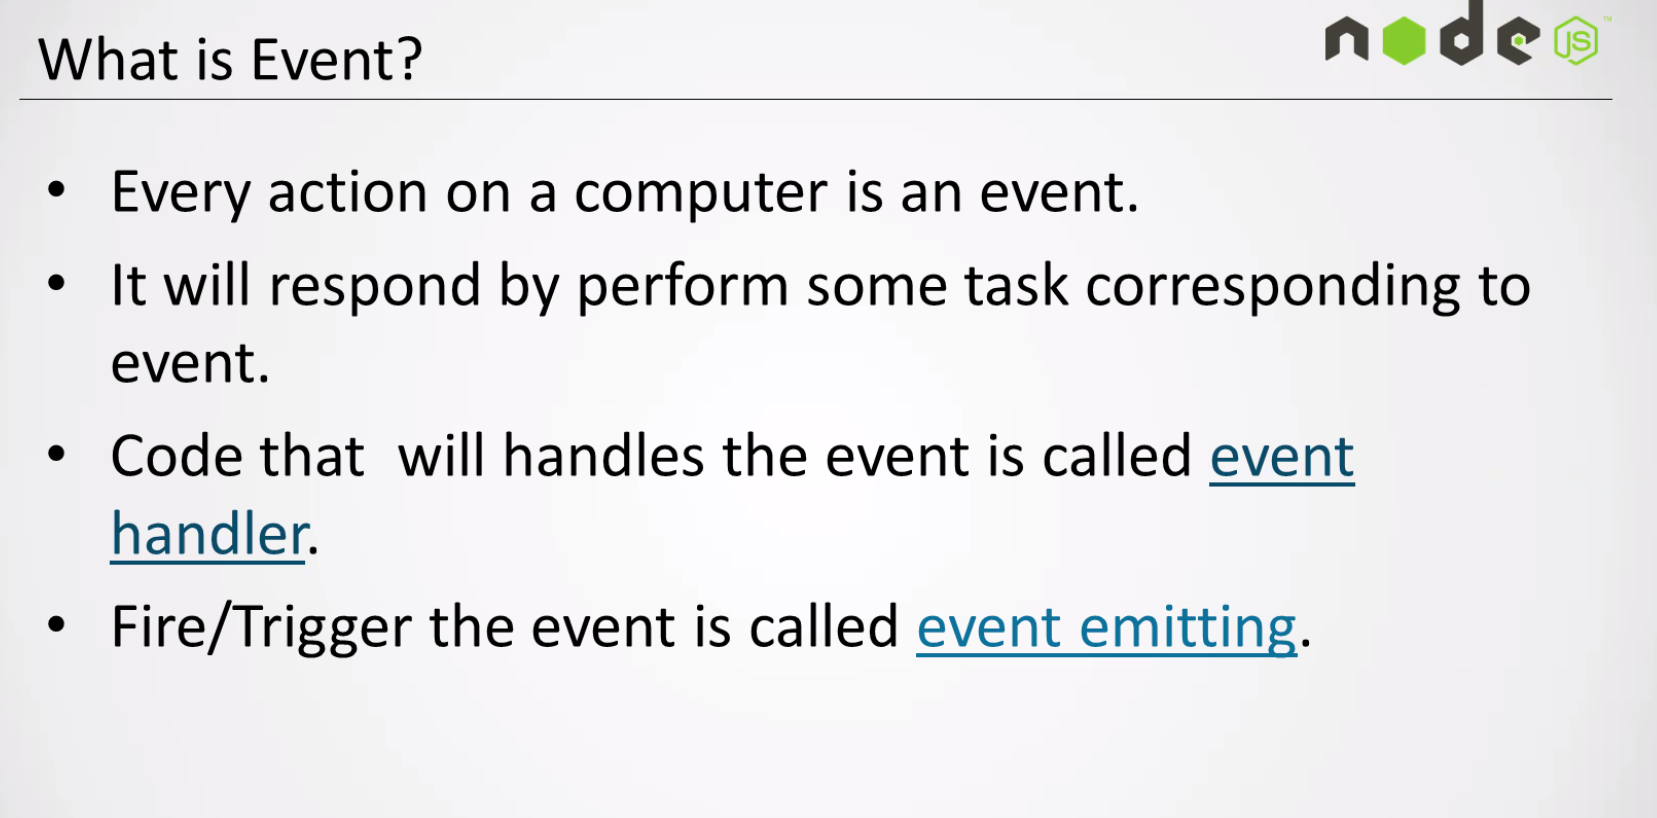 What is Event?
node JS ™
• Every action on a computer is an event.
• It will respond by perform some task corresponding to
event.
• Code that  will handles the event is called event
handler.
• Fire/Trigger the event is called event emitting.